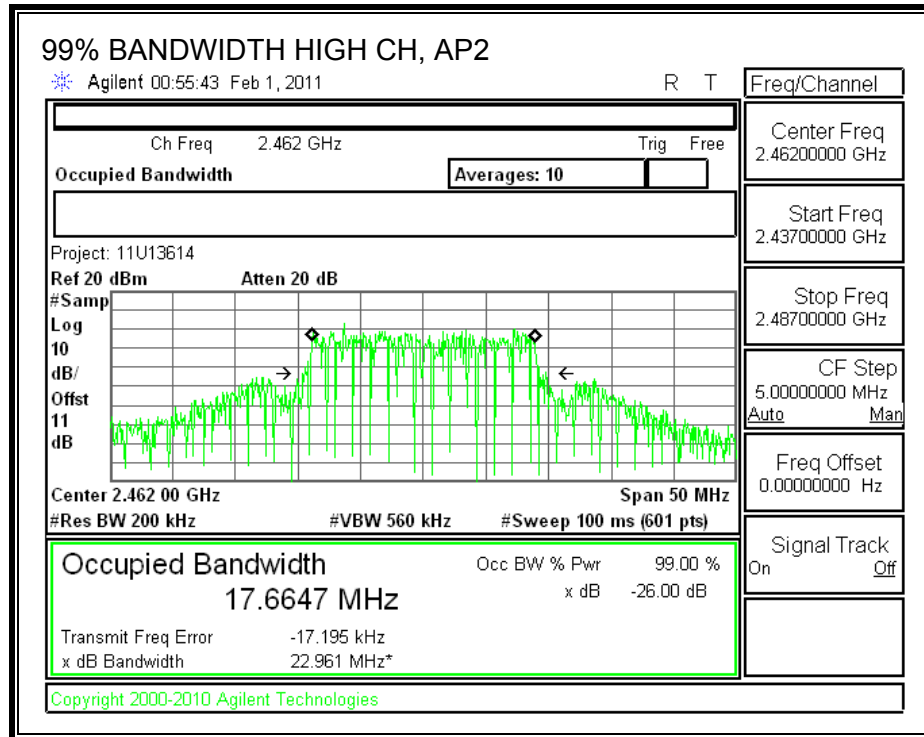 99% BANDWIDTH HIGH CH, AP2
Agilent 00:55:43 Feb 1, 2011 R T
Freq/Channel
Ch Freq 2.462 GHz Trig Free
Occupied Bandwidth Averages: 10
Project: 11U13614
Ref 20 dBm Atten 20 dB
#Samp
Log
10
dB/
Offst
11
dB
Center 2.462 00 GHz Span 50 MHz
#Res BW 200 kHz #VBW 560 kHz #Sweep 100 ms (601 pts)
Occupied Bandwidth Occ BW % Pwr 99.00 %
17.6647 MHz x dB -26.00 dB
Transmit Freq Error -17.195 kHz
x dB Bandwidth 22.961 MHz*
Copyright 2000-2010 Agilent Technologies
Center Freq
2.46200000 GHz
Start Freq
2.43700000 GHz
Stop Freq
2.48700000 GHz
CF Step
5.00000000 MHz
Auto Man
Freq Offset
0.00000000 Hz
Signal Track
On Off